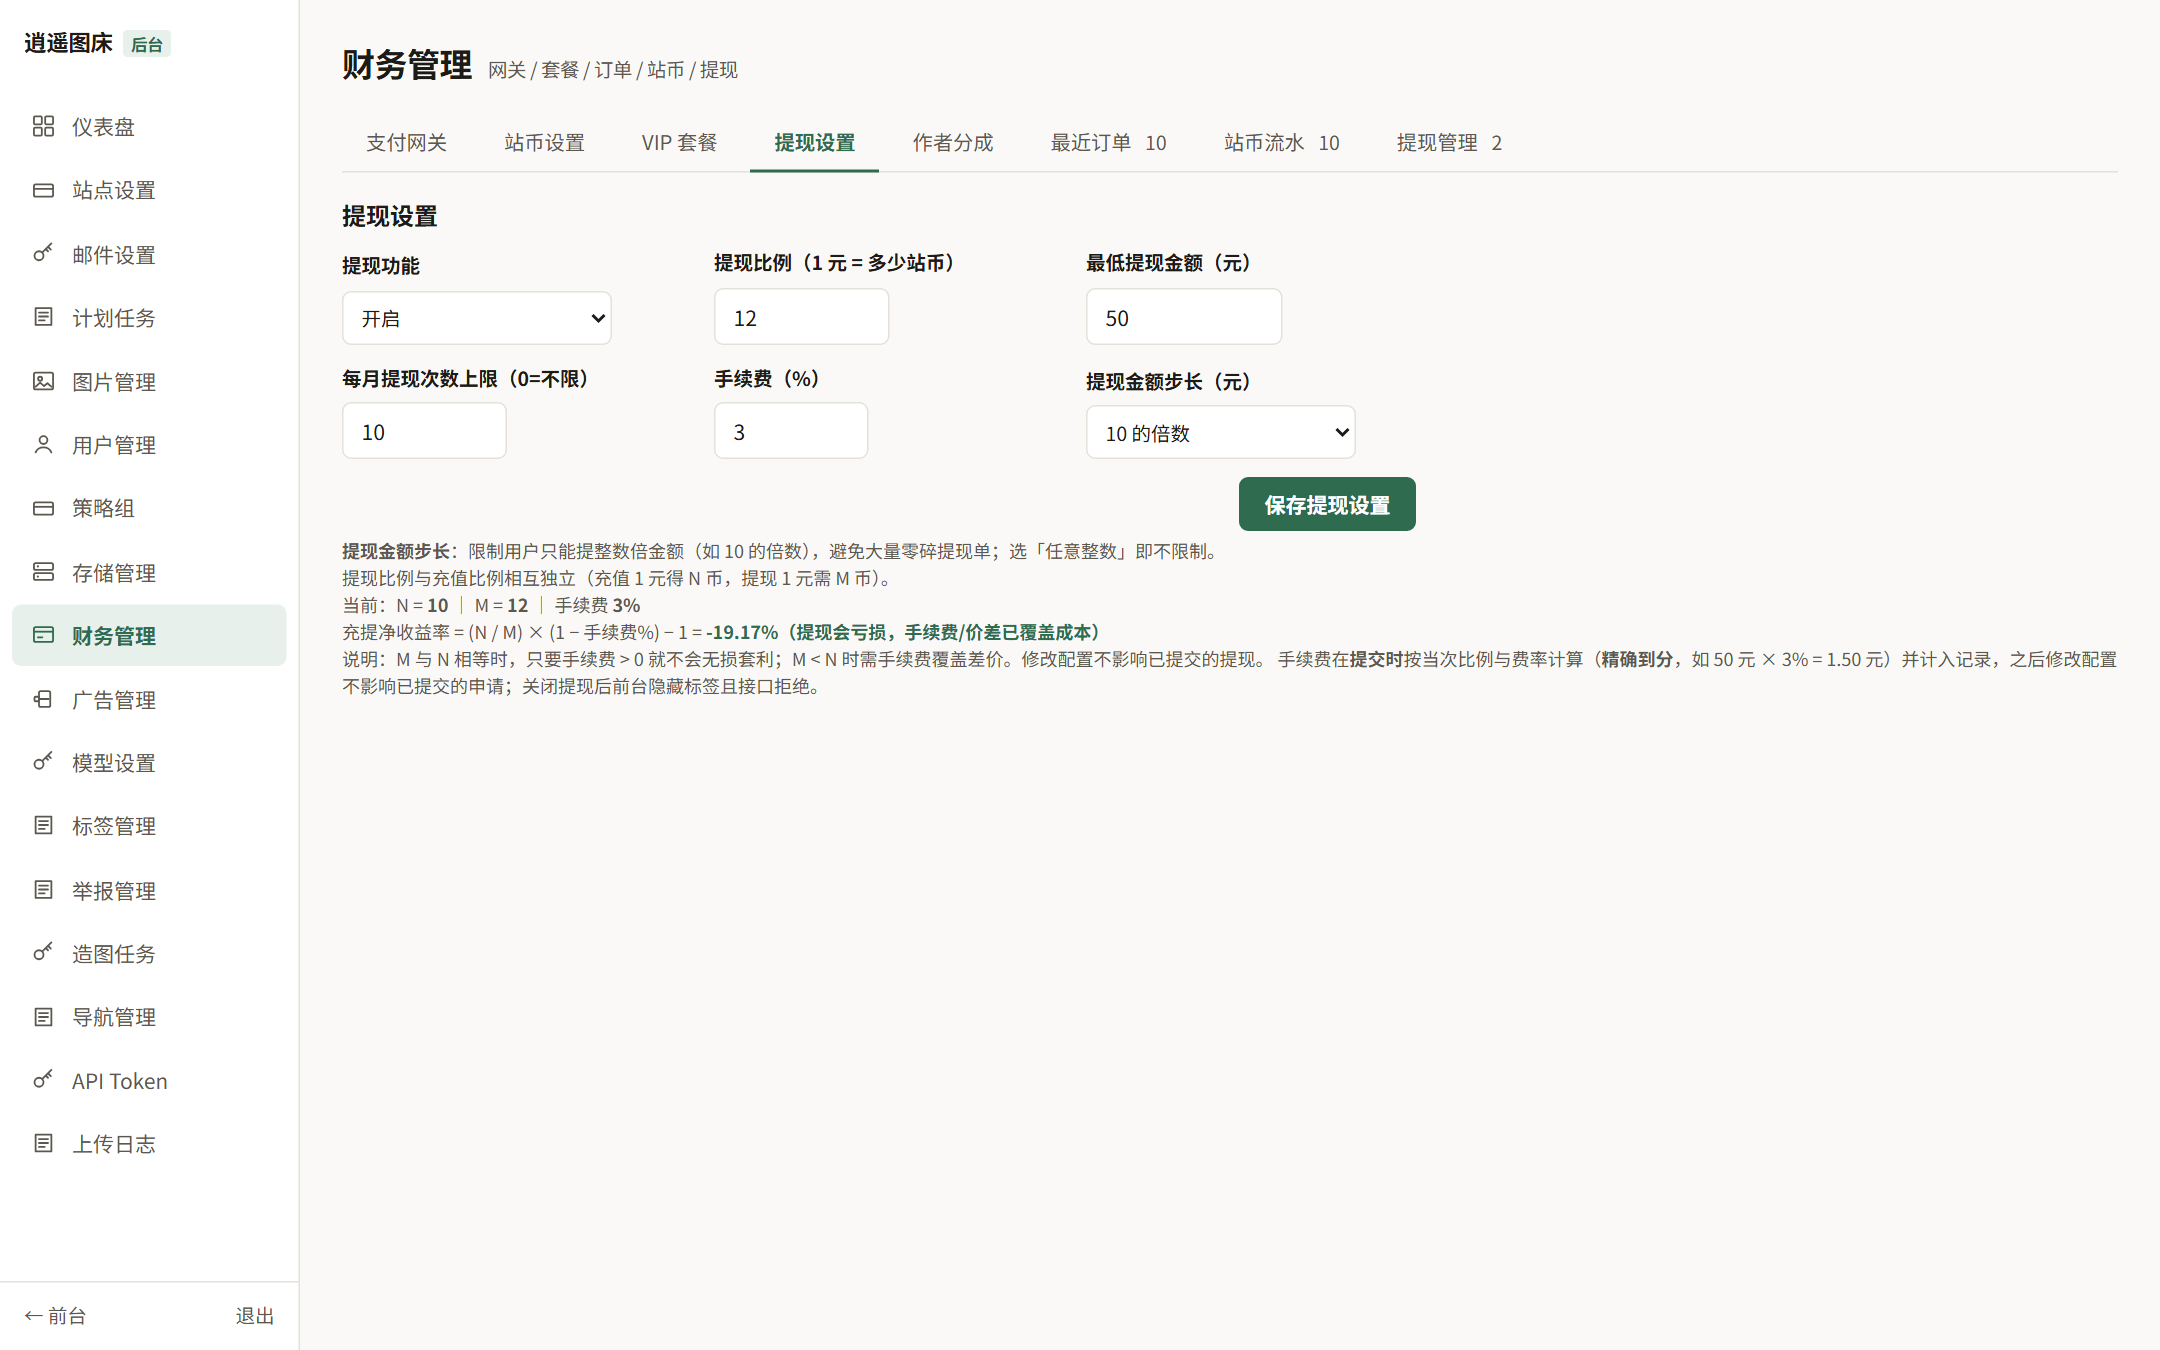 逍遥图床 后台
仪表盘
站点设置
邮件设置
计划任务
图片管理
用户管理
策略组
存储管理
财务管理
广告管理
模型设置
标签管理
举报管理
造图任务
导航管理
API Token
上传日志
← 前台 退出
财务管理 网关 / 套餐 / 订单 / 站币 / 提现
支付网关 站币设置 VIP 套餐 提现设置 作者分成 最近订单 10 站币流水 10 提现管理 2
提现设置
提现功能 提现比例（1 元 = 多少站币） 最低提现金额（元）
开启 12 50
每月提现次数上限（0=不限） 手续费（%） 提现金额步长（元）
10 3 10 的倍数
保存提现设置
提现金额步长：限制用户只能提整数倍金额（如 10 的倍数），避免大量零碎提现单；选「任意整数」即不限制。
提现比例与充值比例相互独立（充值 1 元得 N 币，提现 1 元需 M 币）。
当前：N = 10 ｜ M = 12 ｜ 手续费 3%
充提净收益率 = (N / M) × (1 − 手续费%) − 1 = -19.17%（提现会亏损，手续费/价差已覆盖成本）
说明：M 与 N 相等时，只要手续费 > 0 就不会无损套利；M < N 时需手续费覆盖差价。修改配置不影响已提交的提现。 手续费在提交时按当次比例与费率计算（精确到分，如 50 元 × 3% = 1.50 元）并计入记录，之后修改配置
不影响已提交的申请；关闭提现后前台隐藏标签且接口拒绝。